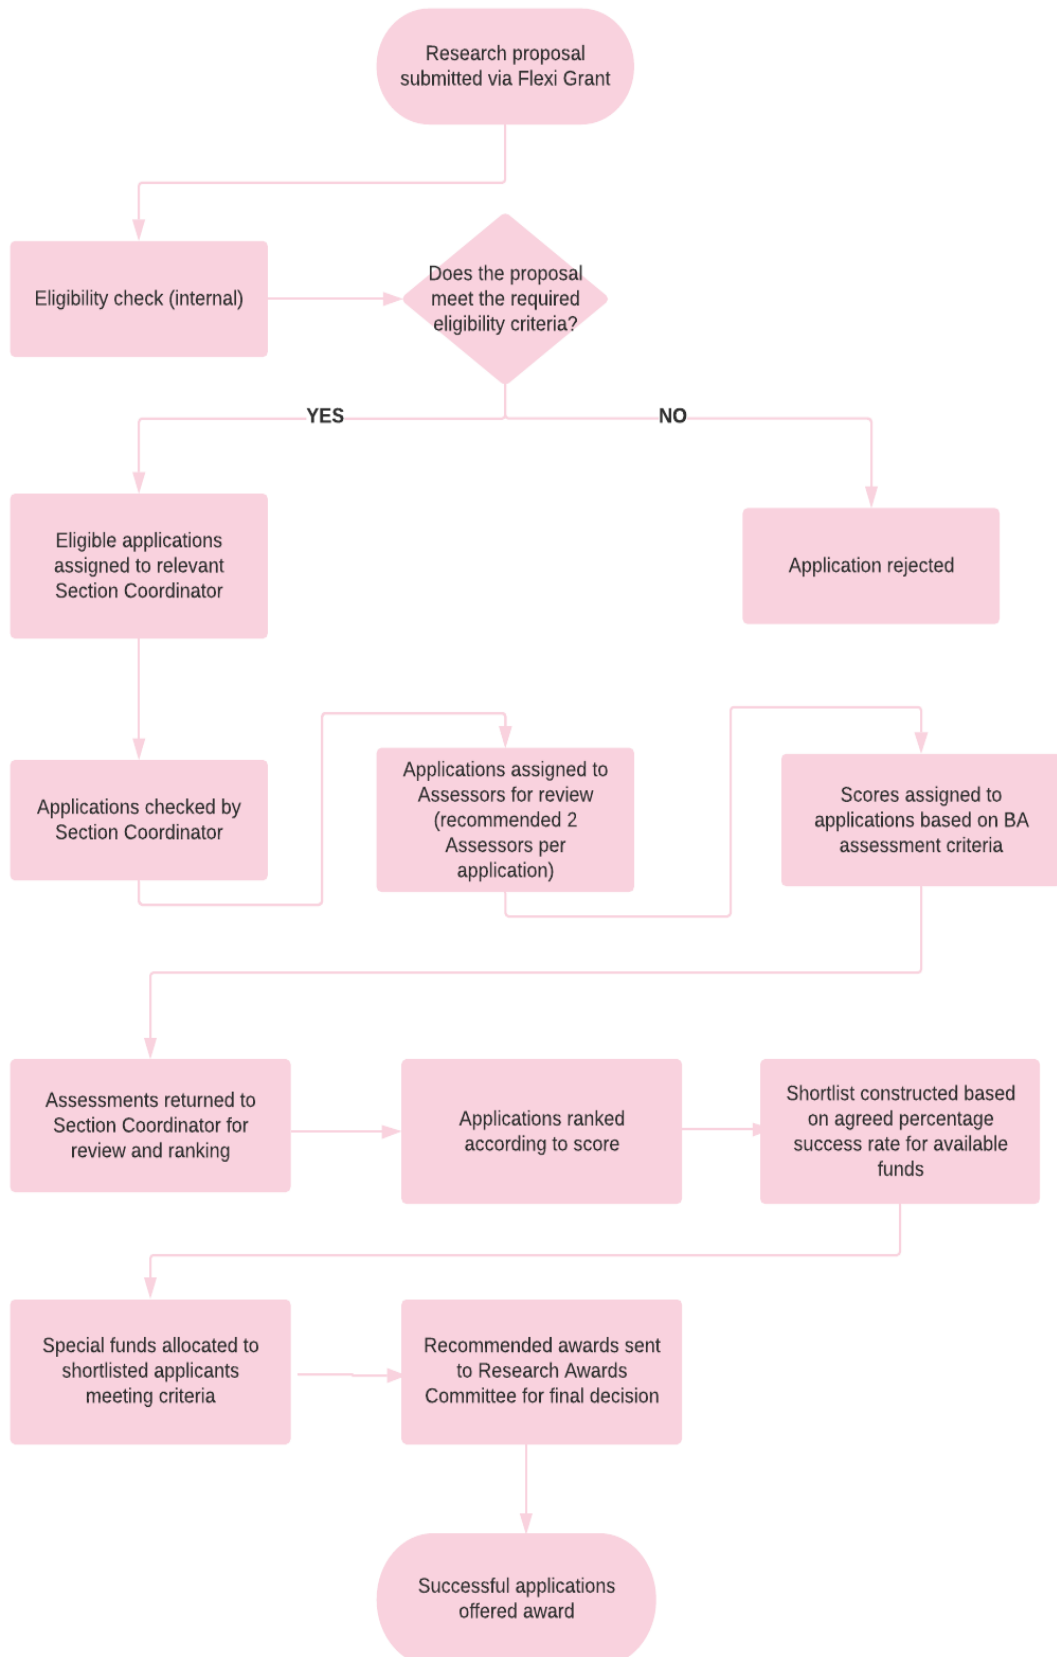 Research proposal
submitted via Flexi Grant
Eligibility check (internal)
Does the proposal
meet the required
eligibility criteria?
YES
NO
Eligible applications
assigned to relevant
Section Coordinator
Application rejected
Applications checked by
Section Coordinator
Applications assigned to
Assessors for review
(recommended 2
Assessors per
application)
Scores assigned to
applications based on BA
assessment criteria
Assessments returned to
Section Coordinator for
review and ranking
Applications ranked
according to score
Shortlist constructed based
on agreed percentage
success rate for available
funds
Special funds allocated to
shortlisted applicants
meeting criteria
Recommended awards sent
to Research Awards
Committee for final decision
Successful applications
offered award